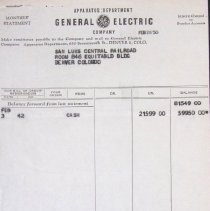 APPARATUS DEPARTMENT
MONTHLY STATEMENT
GENERAL ELECTRIC
COMPANY
FEB 28 50
Make remittance payable to the Company and mail to General Electric
Company Apparatus Department, 650 Seventeenth St., DENVER 2, COLO.
SAN LUIS CENTRAL RAILROAD
ROOM 846 EQUITABLE BLDG
DENVER COLORADO
DR.
CR.
Balance forward from last statement
81549 00
FEB
3 42 CASH 21599 00 59950 00*